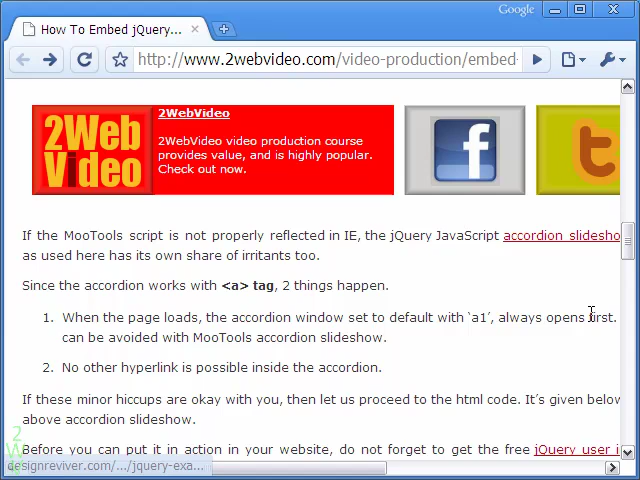 Google
How To Embed jQuery...
http://www.2webvideo.com/video-production/embed-
2Web
Video
2WebVideo
2WebVideo video production course
provides value, and is highly popular.
Check out now.
If the MooTools script is not properly reflected in IE, the jQuery JavaScript accordion slidesho
as used here has its own share of irritants too.
Since the accordion works with <a> tag, 2 things happen.
1. When the page loads, the accordion window set to default with ‘a1’, always opens first.
can be avoided with MooTools accordion slideshow.
2. No other hyperlink is possible inside the accordion.
If these minor hiccups are okay with you, then let us proceed to the html code. It’s given below
above accordion slideshow.
Before you can put it in action in your website, do not forget to get the free jQuery user i
designreviver.com/.../jquery-exa...